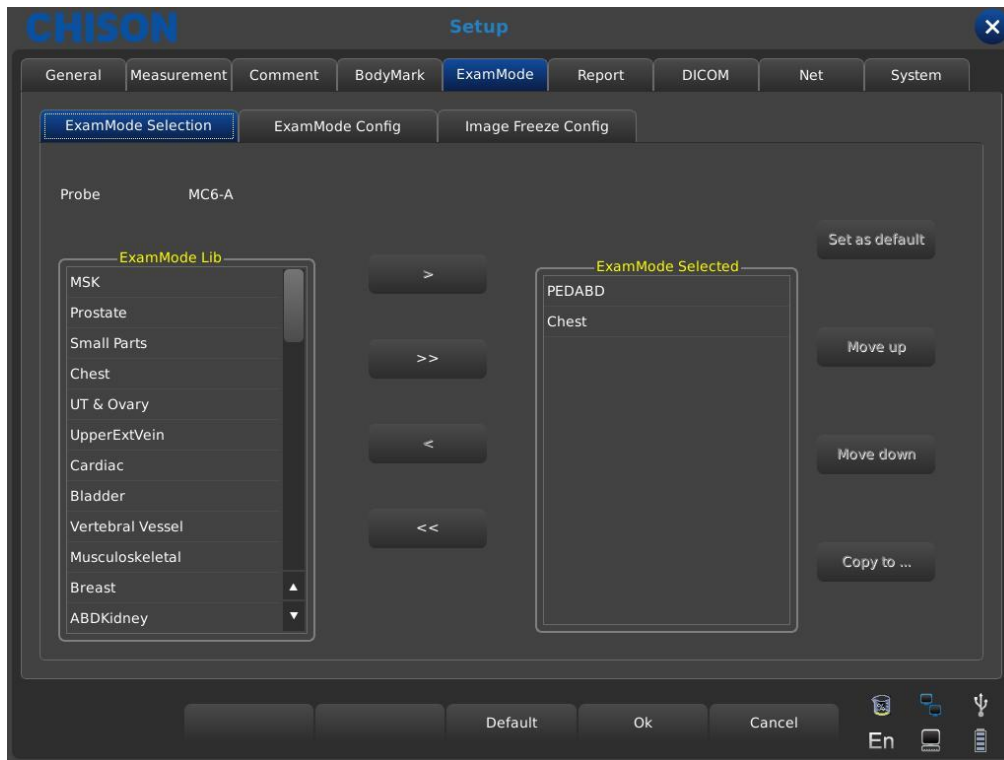 CHISON
Setup
General Measurement Comment BodyMark ExamMode Report DICOM Net System
ExamMode Selection ExamMode Config Image Freeze Config
Probe MC6-A
ExamMode Lib
MSK
Prostate
Small Parts
Chest
UT & Ovary
UpperExtVein
Cardiac
Bladder
Vertebral Vessel
Musculoskeletal
Breast
ABDKidney
>
>>
<
<<
ExamMode Selected
PEDABD
Chest
Set as default
Move up
Move down
Copy to ...
Default Ok Cancel
En